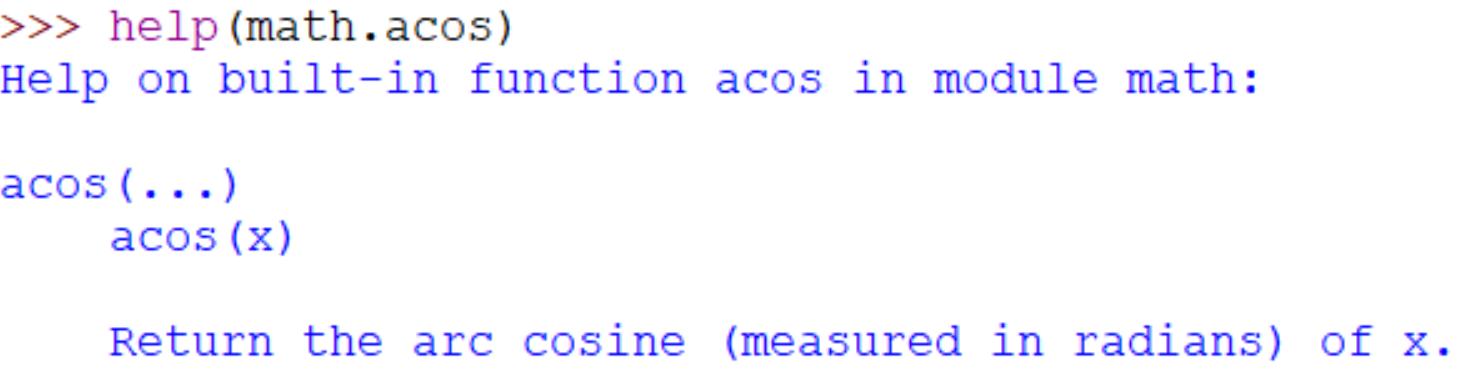 >>> help(math.acos)
Help on built-in function acos in module math:
acos(...)
acos(x)
Return the arc cosine (measured in radians) of x.